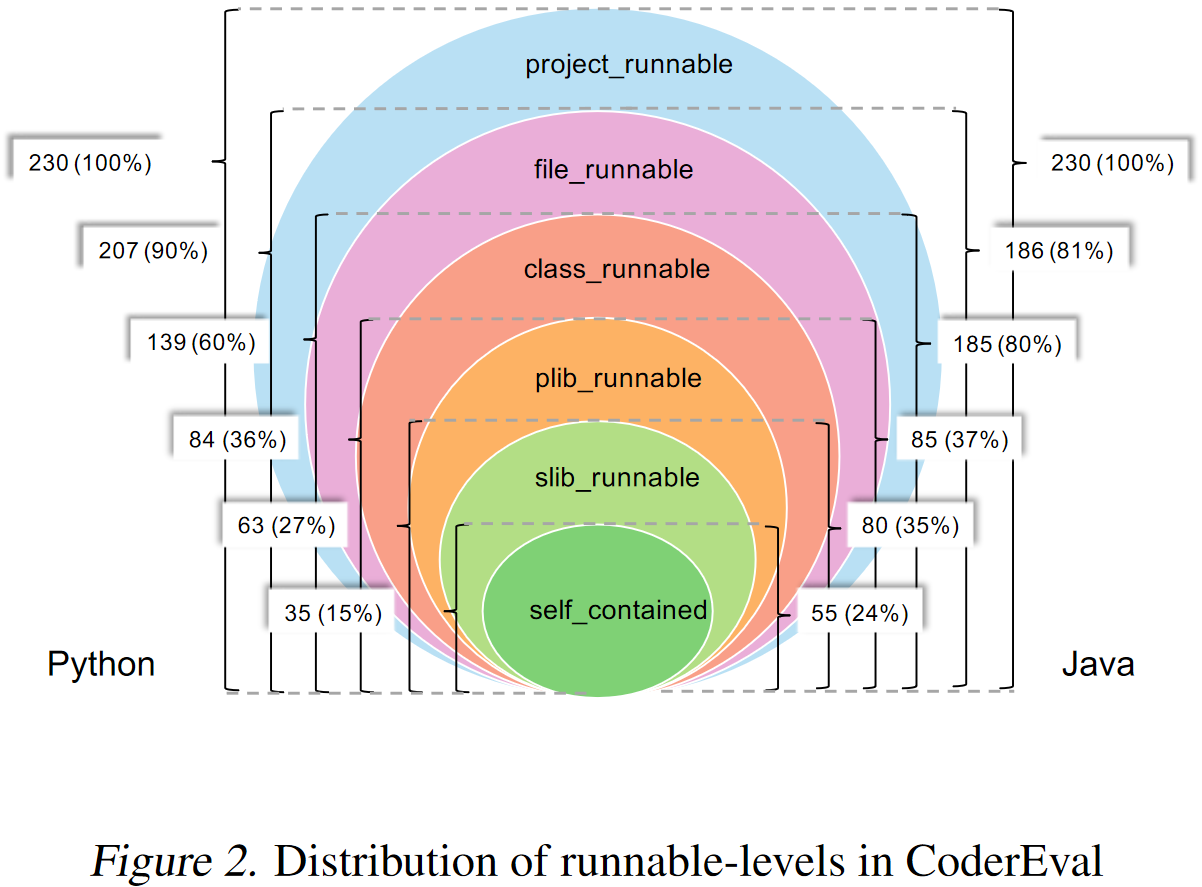 project_runnable
230 (100%)
file_runnable
230 (100%)
207 (90%)
186 (81%)
class_runnable
139 (60%)
185 (80%)
plib_runnable
84 (36%)
85 (37%)
slib_runnable
63 (27%)
80 (35%)
35 (15%)
self_contained
55 (24%)
Python
Java
Figure 2. Distribution of runnable-levels in CoderEval